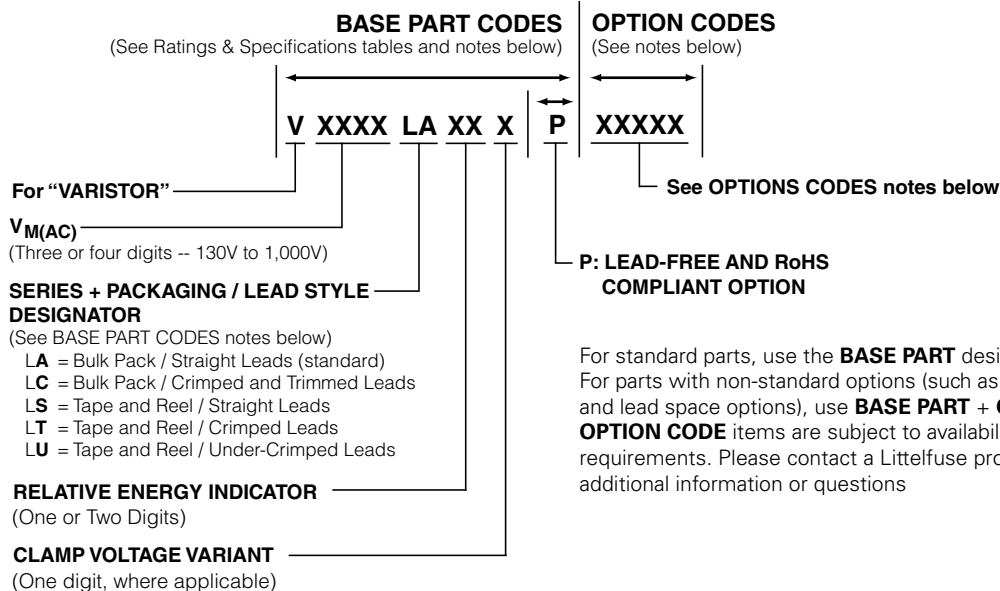 BASE PART CODES
(See Ratings & Specifications tables and notes below)
OPTION CODES
(See notes below)
V XXXX LA XX X P XXXXX
For “VARISTOR”
See OPTIONS CODES notes below
VM(AC)
(Three or four digits -- 130V to 1,000V)
P: LEAD-FREE AND RoHS
COMPLIANT OPTION
SERIES + PACKAGING / LEAD STYLE
DESIGNATOR
(See BASE PART CODES notes below)
LA = Bulk Pack / Straight Leads (standard)
LC = Bulk Pack / Crimped and Trimmed Leads
LS = Tape and Reel / Straight Leads
LT = Tape and Reel / Crimped Leads
LU = Tape and Reel / Under-Crimped Leads
RELATIVE ENERGY INDICATOR
(One or Two Digits)
CLAMP VOLTAGE VARIANT
(One digit, where applicable)
For standard parts, use the BASE PART desi
For parts with non-standard options (such as
and lead space options), use BASE PART +
OPTION CODE items are subject to availabil
requirements. Please contact a Littelfuse pro
additional information or questions